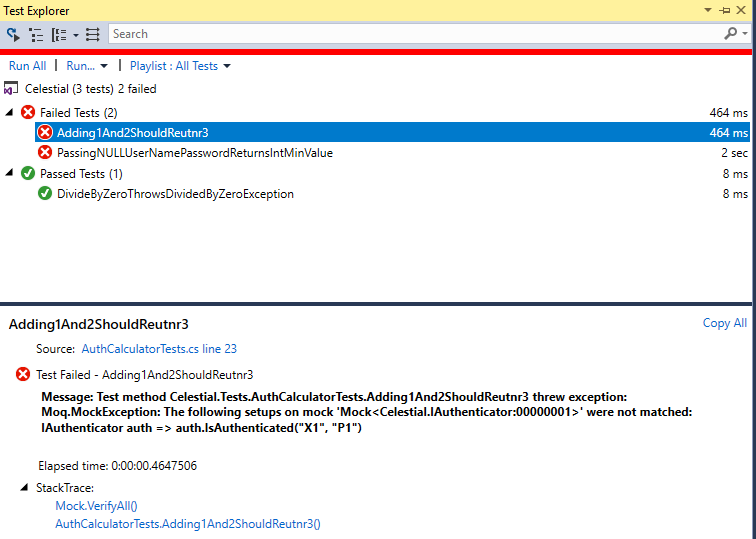 Test Explorer
Search
Run All | Run... | Playlist : All Tests
Celestial (3 tests) 2 failed
Failed Tests (2) 464 ms
Adding1And2ShouldReutnr3 464 ms
PassingNULLUserNamePasswordReturnsIntMinValue 2 sec
Passed Tests (1) 8 ms
DivideByZeroThrowsDividedByZeroException 8 ms
Adding1And2ShouldReutnr3 Copy All
Source: AuthCalculatorTests.cs line 23
Test Failed - Adding1And2ShouldReutnr3
Message: Test method Celestial.Tests.AuthCalculatorTests.Adding1And2ShouldReutnr3 threw exception:
Moq.MockException: The following setups on mock 'Mock<Celestial.IAuthenticator:00000001>' were not matched:
IAuthenticator auth => auth.IsAuthenticated("X1", "P1")
Elapsed time: 0:00:00.4647506
StackTrace:
Mock.VerifyAll()
AuthCalculatorTests.Adding1And2ShouldReutnr3()